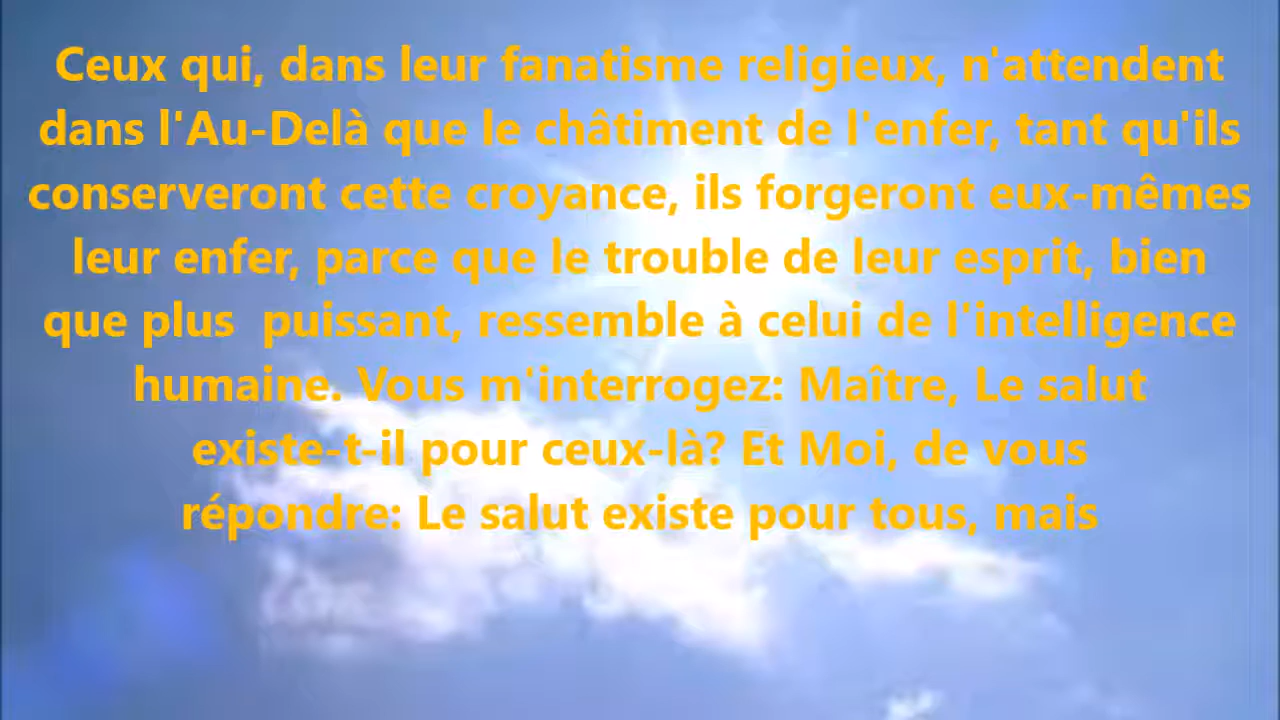 Ceux qui, dans leur fanatisme religieux, n'attendent
dans l'Au-Delà que le châtiment de l'enfer, tant qu'ils
conserveront cette croyance, ils forgeront eux-mêmes
leur enfer, parce que le trouble de leur esprit, bien
que plus  puissant, ressemble à celui de l'intelligence
humaine. Vous m'interrogez: Maître, Le salut
existe-t-il pour ceux-là? Et Moi, de vous
répondre: Le salut existe pour tous, mais